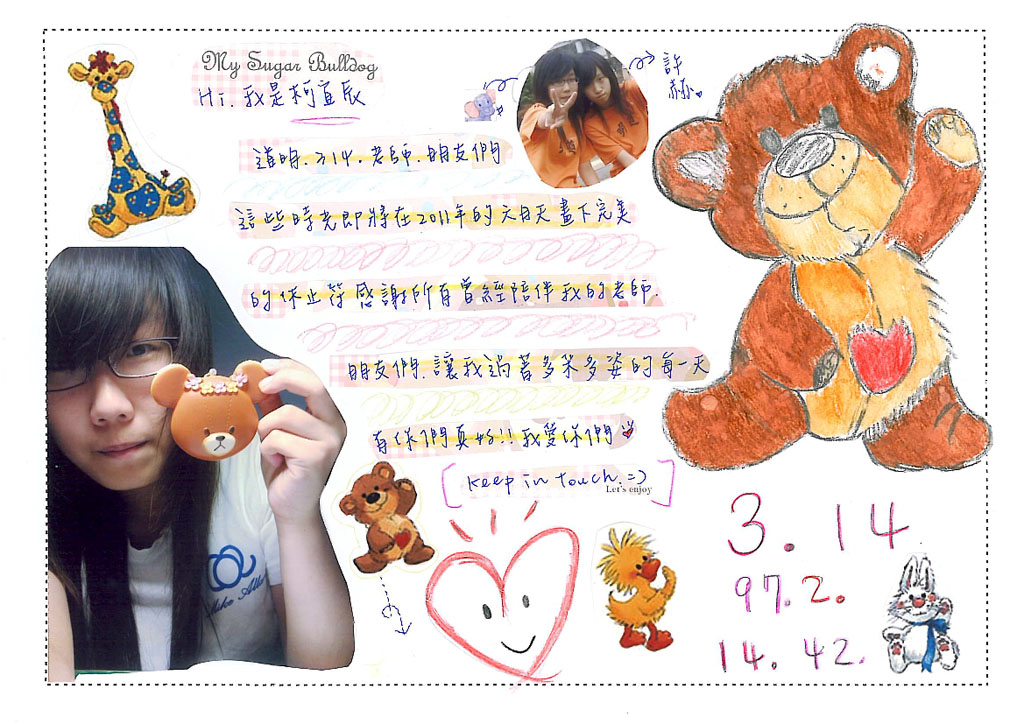 My Sugar Bulldog
Hi. 我是柯宜辰
許
道明. 314. 老師. 朋友們
這些時光即將在2011年的六月天畫下完美
的休止符感謝所有曾經陪伴我的老師.
朋友們.讓我過著多采多姿的每一天
有你們真好!!我愛你們
keep in touch. =)
Let's enjoy
3.14
97.2.
14.42.